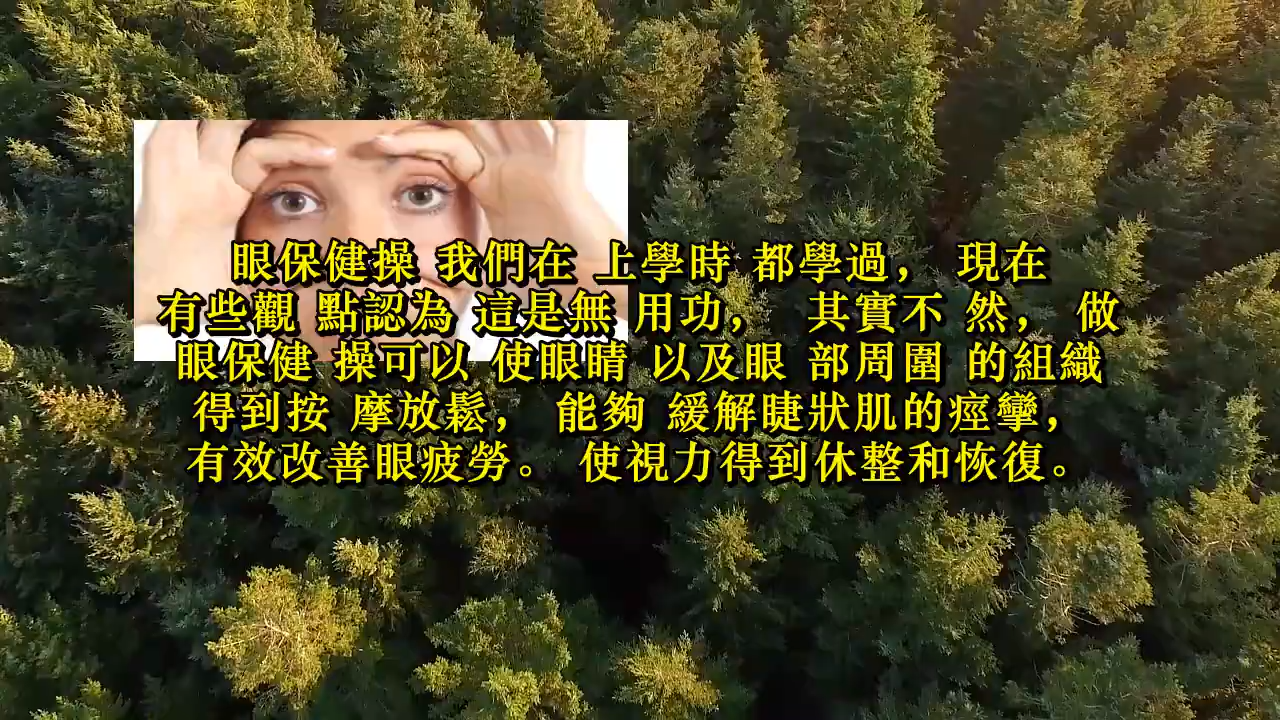 眼保健操 我們在 上學時 都學過， 現在
有些觀 點認為 這是無 用功， 其實不 然， 做
眼保健 操可以 使眼睛 以及眼 部周圍 的組織
得到按 摩放鬆， 能夠 緩解睫狀肌的痙攣，
有效改善眼疲勞。 使視力得到休整和恢復。